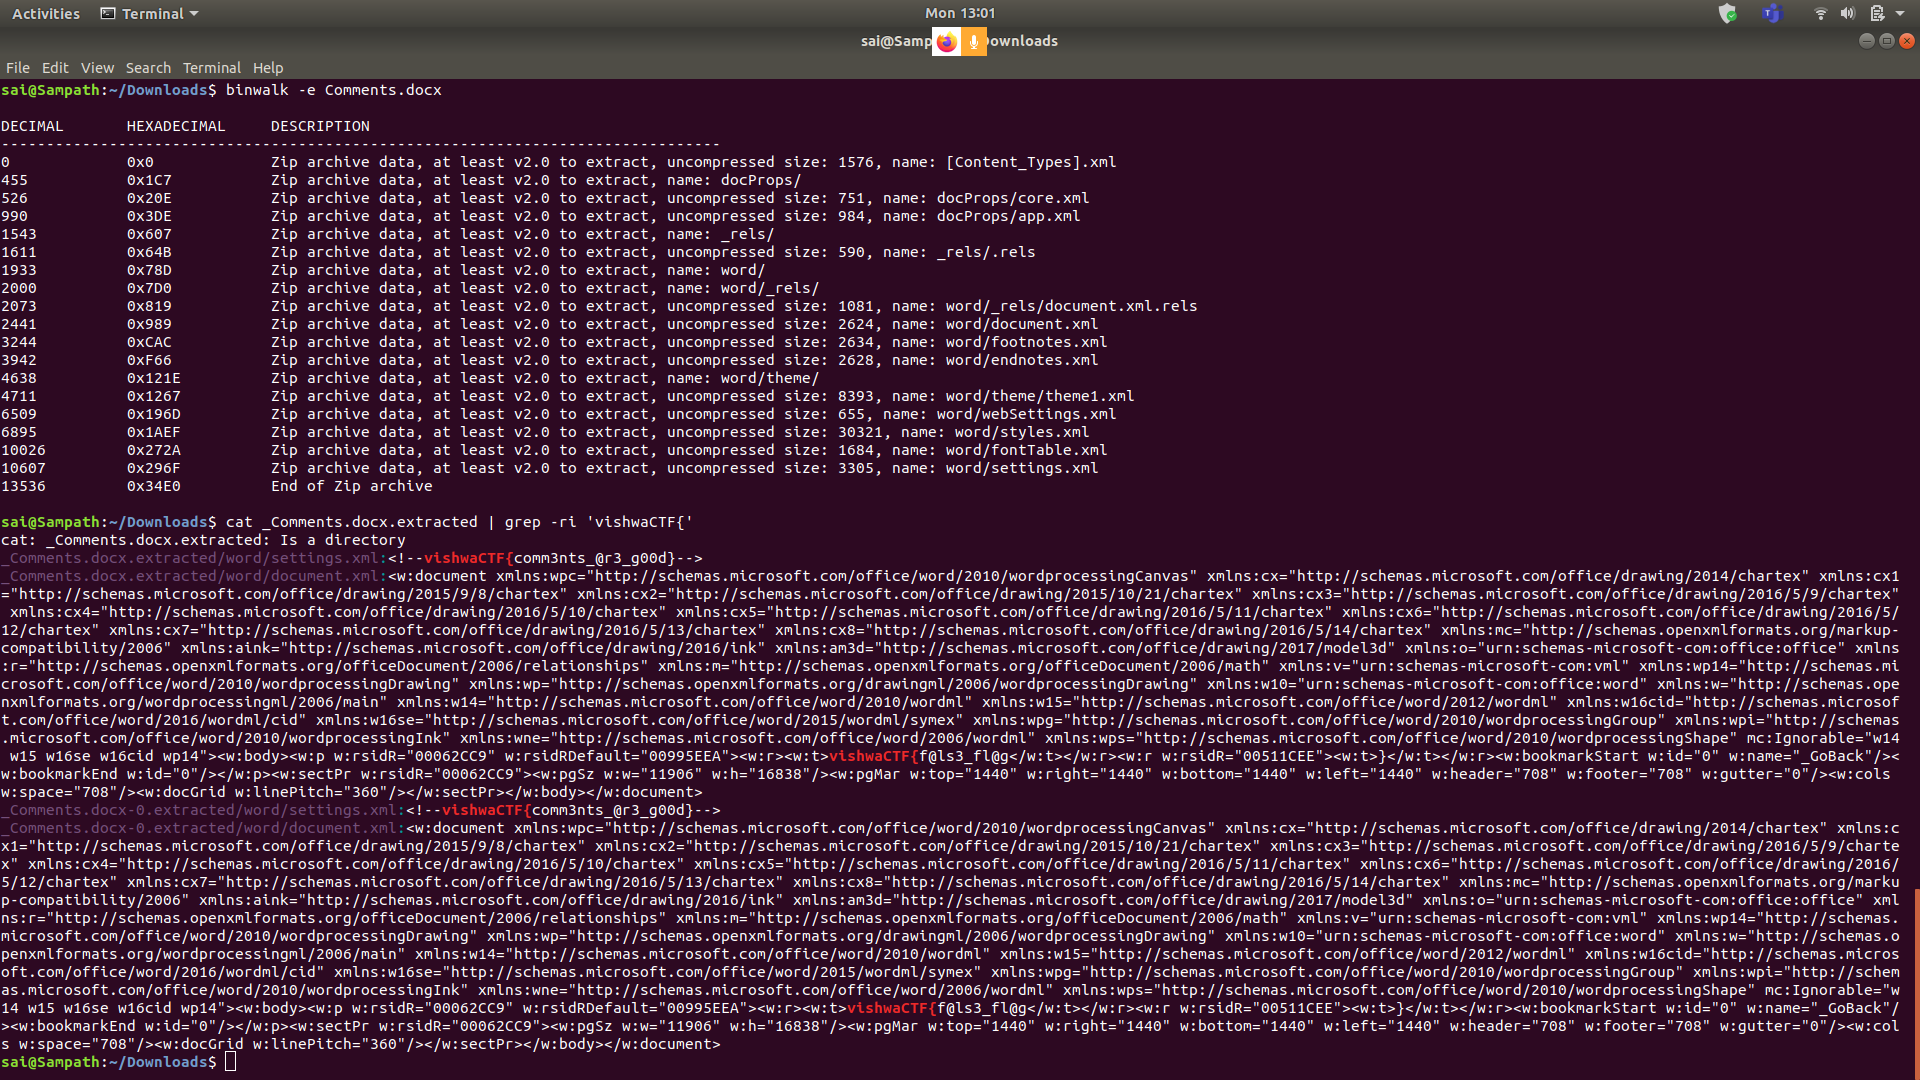 Activities Terminal Mon 13:01
sai@Samp Downloads
File Edit View Search Terminal Help
sai@Sampath:~/Downloads$ binwalk -e Comments.docx
DECIMAL HEXADECIMAL DESCRIPTION
--------------------------------------------------------------------------------
0 0x0 Zip archive data, at least v2.0 to extract, uncompressed size: 1576, name: [Content_Types].xml
455 0x1C7 Zip archive data, at least v2.0 to extract, name: docProps/
526 0x20E Zip archive data, at least v2.0 to extract, uncompressed size: 751, name: docProps/core.xml
990 0x3DE Zip archive data, at least v2.0 to extract, uncompressed size: 984, name: docProps/app.xml
1543 0x607 Zip archive data, at least v2.0 to extract, name: _rels/
1611 0x64B Zip archive data, at least v2.0 to extract, uncompressed size: 590, name: _rels/.rels
1933 0x78D Zip archive data, at least v2.0 to extract, name: word/
2000 0x7D0 Zip archive data, at least v2.0 to extract, name: word/_rels/
2073 0x819 Zip archive data, at least v2.0 to extract, uncompressed size: 1081, name: word/_rels/document.xml.rels
2441 0x989 Zip archive data, at least v2.0 to extract, uncompressed size: 2624, name: word/document.xml
3244 0xCAC Zip archive data, at least v2.0 to extract, uncompressed size: 2634, name: word/footnotes.xml
3942 0xF66 Zip archive data, at least v2.0 to extract, uncompressed size: 2628, name: word/endnotes.xml
4638 0x121E Zip archive data, at least v2.0 to extract, name: word/theme/
4711 0x1267 Zip archive data, at least v2.0 to extract, uncompressed size: 8393, name: word/theme/theme1.xml
6509 0x196D Zip archive data, at least v2.0 to extract, uncompressed size: 655, name: word/webSettings.xml
6895 0x1AEF Zip archive data, at least v2.0 to extract, uncompressed size: 30321, name: word/styles.xml
10026 0x272A Zip archive data, at least v2.0 to extract, uncompressed size: 1684, name: word/fontTable.xml
10607 0x296F Zip archive data, at least v2.0 to extract, uncompressed size: 3305, name: word/settings.xml
13536 0x34E0 End of Zip archive
sai@Sampath:~/Downloads$ cat _Comments.docx.extracted | grep -ri 'vishwaCTF{'
cat: _Comments.docx.extracted: Is a directory
_Comments.docx.extracted/word/settings.xml:<!--vishwaCTF{comm3nts_@r3_g00d}-->
_Comments.docx.extracted/word/document.xml:<w:document xmlns:wpc="http://schemas.microsoft.com/office/word/2010/wordprocessingCanvas" xmlns:cx="http://schemas.microsoft.com/office/drawing/2014/chartex" xmlns:cx1
="http://schemas.microsoft.com/office/drawing/2015/9/8/chartex" xmlns:cx2="http://schemas.microsoft.com/office/drawing/2015/10/21/chartex" xmlns:cx3="http://schemas.microsoft.com/office/drawing/2016/5/9/chartex"
 xmlns:cx4="http://schemas.microsoft.com/office/drawing/2016/5/10/chartex" xmlns:cx5="http://schemas.microsoft.com/office/drawing/2016/5/11/chartex" xmlns:cx6="http://schemas.microsoft.com/office/drawing/2016/5/
12/chartex" xmlns:cx7="http://schemas.microsoft.com/office/drawing/2016/5/13/chartex" xmlns:cx8="http://schemas.microsoft.com/office/drawing/2016/5/14/chartex" xmlns:mc="http://schemas.openxmlformats.org/markup-
compatibility/2006" xmlns:aink="http://schemas.microsoft.com/office/drawing/2016/ink" xmlns:am3d="http://schemas.microsoft.com/office/drawing/2017/model3d" xmlns:o="urn:schemas-microsoft-com:office:office" xmlns
:r="http://schemas.openxmlformats.org/officeDocument/2006/relationships" xmlns:m="http://schemas.openxmlformats.org/officeDocument/2006/math" xmlns:v="urn:schemas-microsoft-com:vml" xmlns:wp14="http://schemas.mi
crosoft.com/office/word/2010/wordprocessingDrawing" xmlns:wp="http://schemas.openxmlformats.org/drawingml/2006/wordprocessingDrawing" xmlns:w10="urn:schemas-microsoft-com:office:word" xmlns:w="http://schemas.ope
nxmlformats.org/wordprocessingml/2006/main" xmlns:w14="http://schemas.microsoft.com/office/word/2010/wordml" xmlns:w15="http://schemas.microsoft.com/office/word/2012/wordml" xmlns:w16cid="http://schemas.microsof
t.com/office/word/2016/wordml/cid" xmlns:w16se="http://schemas.microsoft.com/office/word/2015/wordml/symex" xmlns:wpg="http://schemas.microsoft.com/office/word/2010/wordprocessingGroup" xmlns:wpi="http://schemas
.microsoft.com/office/word/2010/wordprocessingInk" xmlns:wne="http://schemas.microsoft.com/office/word/2006/wordml" xmlns:wps="http://schemas.microsoft.com/office/word/2010/wordprocessingShape" mc:Ignorable="w14
 w15 w16se w16cid wp14"><w:body><w:p w:rsidR="00062CC9" w:rsidRDefault="00995EEA"><w:r><w:t>vishwaCTF{f@ls3_fl@g</w:t></w:r><w:r w:rsidR="00511CEE"><w:t>}</w:t></w:r><w:bookmarkStart w:id="0" w:name="_GoBack"/><
w:bookmarkEnd w:id="0"/></w:p><w:sectPr w:rsidR="00062CC9"><w:pgSz w:w="11906" w:h="16838"/><w:pgMar w:top="1440" w:right="1440" w:bottom="1440" w:left="1440" w:header="708" w:footer="708" w:gutter="0"/><w:cols 
w:space="708"/><w:docGrid w:linePitch="360"/></w:sectPr></w:body></w:document>
_Comments.docx-0.extracted/word/settings.xml:<!--vishwaCTF{comm3nts_@r3_g00d}-->
_Comments.docx-0.extracted/word/document.xml:<w:document xmlns:wpc="http://schemas.microsoft.com/office/word/2010/wordprocessingCanvas" xmlns:cx="http://schemas.microsoft.com/office/drawing/2014/chartex" xmlns:c
x1="http://schemas.microsoft.com/office/drawing/2015/9/8/chartex" xmlns:cx2="http://schemas.microsoft.com/office/drawing/2015/10/21/chartex" xmlns:cx3="http://schemas.microsoft.com/office/drawing/2016/5/9/charte
x" xmlns:cx4="http://schemas.microsoft.com/office/drawing/2016/5/10/chartex" xmlns:cx5="http://schemas.microsoft.com/office/drawing/2016/5/11/chartex" xmlns:cx6="http://schemas.microsoft.com/office/drawing/2016/
5/12/chartex" xmlns:cx7="http://schemas.microsoft.com/office/drawing/2016/5/13/chartex" xmlns:cx8="http://schemas.microsoft.com/office/drawing/2016/5/14/chartex" xmlns:mc="http://schemas.openxmlformats.org/marku
p-compatibility/2006" xmlns:aink="http://schemas.microsoft.com/office/drawing/2016/ink" xmlns:am3d="http://schemas.microsoft.com/office/drawing/2017/model3d" xmlns:o="urn:schemas-microsoft-com:office:office" xml
ns:r="http://schemas.openxmlformats.org/officeDocument/2006/relationships" xmlns:m="http://schemas.openxmlformats.org/officeDocument/2006/math" xmlns:v="urn:schemas-microsoft-com:vml" xmlns:wp14="http://schemas.
microsoft.com/office/word/2010/wordprocessingDrawing" xmlns:wp="http://schemas.openxmlformats.org/drawingml/2006/wordprocessingDrawing" xmlns:w10="urn:schemas-microsoft-com:office:word" xmlns:w="http://schemas.o
penxmlformats.org/wordprocessingml/2006/main" xmlns:w14="http://schemas.microsoft.com/office/word/2010/wordml" xmlns:w15="http://schemas.microsoft.com/office/word/2012/wordml" xmlns:w16cid="http://schemas.micros
oft.com/office/word/2016/wordml/cid" xmlns:w16se="http://schemas.microsoft.com/office/word/2015/wordml/symex" xmlns:wpg="http://schemas.microsoft.com/office/word/2010/wordprocessingGroup" xmlns:wpi="http://schem
as.microsoft.com/office/word/2010/wordprocessingInk" xmlns:wne="http://schemas.microsoft.com/office/word/2006/wordml" xmlns:wps="http://schemas.microsoft.com/office/word/2010/wordprocessingShape" mc:Ignorable="w
14 w15 w16se w16cid wp14"><w:body><w:p w:rsidR="00062CC9" w:rsidRDefault="00995EEA"><w:r><w:t>vishwaCTF{f@ls3_fl@g</w:t></w:r><w:r w:rsidR="00511CEE"><w:t>}</w:t></w:r><w:bookmarkStart w:id="0" w:name="_GoBack"/
><w:bookmarkEnd w:id="0"/></w:p><w:sectPr w:rsidR="00062CC9"><w:pgSz w:w="11906" w:h="16838"/><w:pgMar w:top="1440" w:right="1440" w:bottom="1440" w:left="1440" w:header="708" w:footer="708" w:gutter="0"/><w:col
s w:space="708"/><w:docGrid w:linePitch="360"/></w:sectPr></w:body></w:document>
sai@Sampath:~/Downloads$